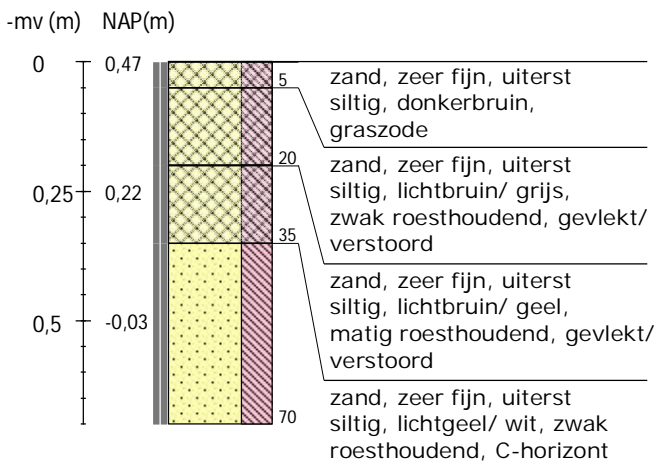 -mv (m) NAP(m)
0 0,47
5
zand, zeer fijn, uiterst
siltig, donkerbruin,
graszode
20
zand, zeer fijn, uiterst
siltig, lichtbruin/ grijs,
zwak roesthoudend, gevlekt/
verstoord
0,25 0,22
35
zand, zeer fijn, uiterst
siltig, lichtbruin/ geel,
matig roesthoudend, gevlekt/
verstoord
0,5 -0,03
70
zand, zeer fijn, uiterst
siltig, lichtgeel/ wit, zwak
roesthoudend, C-horizont